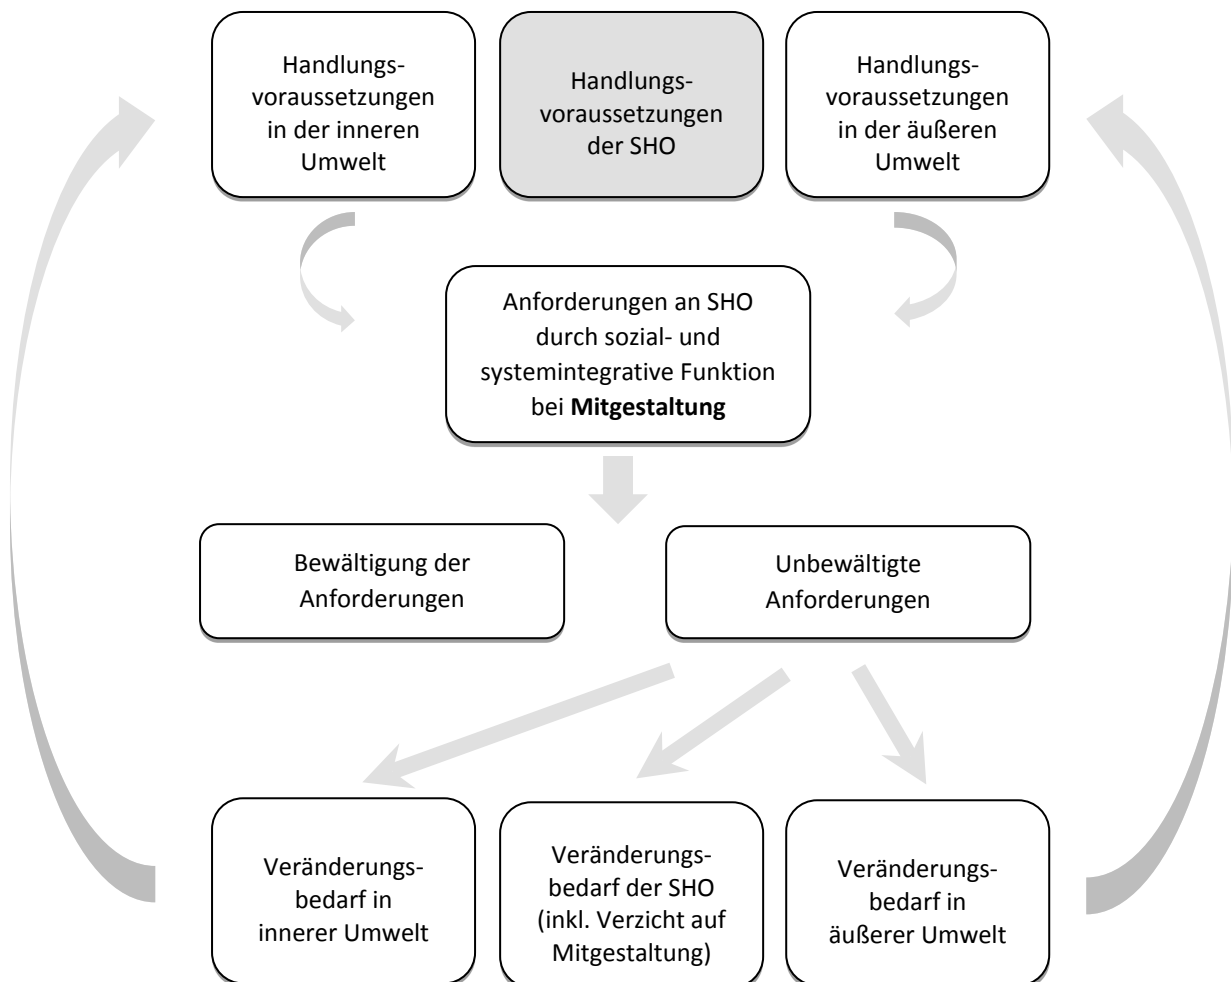 Handlungs-
voraussetzungen
in der inneren
Umwelt
Handlungs-
voraussetzungen
der SHO
Handlungs-
voraussetzungen
in der äußeren
Umwelt
Anforderungen an SHO
durch sozial- und
systemintegrative Funktion
bei Mitgestaltung
Bewältigung der
Anforderungen
Unbewältigte
Anforderungen
Veränderungs-
bedarf in
innerer Umwelt
Veränderungs-
bedarf der SHO
(inkl. Verzicht auf
Mitgestaltung)
Veränderungs-
bedarf in
äußerer Umwelt